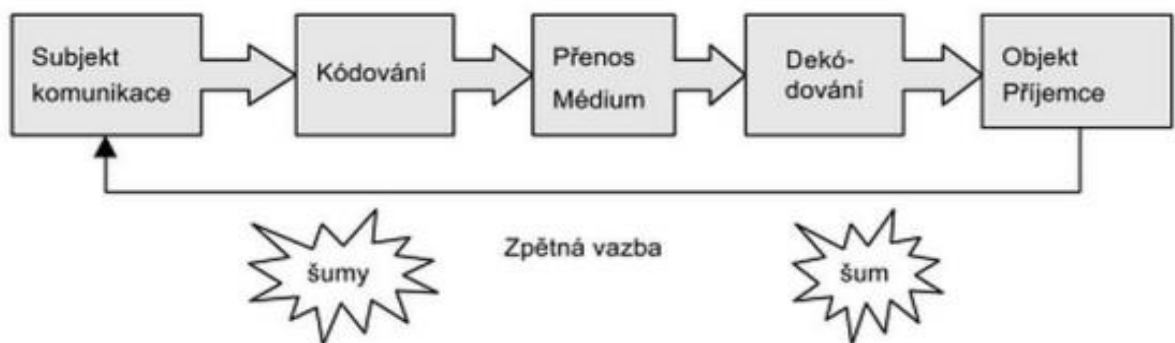 Subjekt
komunikace
Kódování
Přenos
Médium
Dekó-
dování
Objekt
Příjemce
Zpětná vazba
šumy
šum